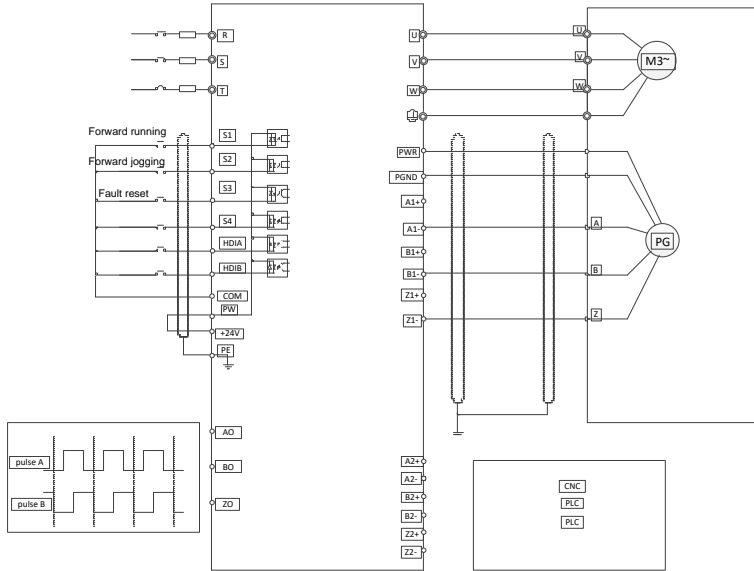 R
S
T
Forward running
S1
Forward jogging
S2
Fault reset
S3
S4
HDIA
HDIB
COM
PW
+24V
PE
AO
BO
ZO
pulse A
pulse B
U
V
W
PWR
PGND
A1+
A1-
B1+
B1-
Z1+
Z1-
A2+
A2-
B2+
B2-
Z2+
Z2-
U
V
W
M3~
A
B
Z
PG
CNC
PLC
PLC